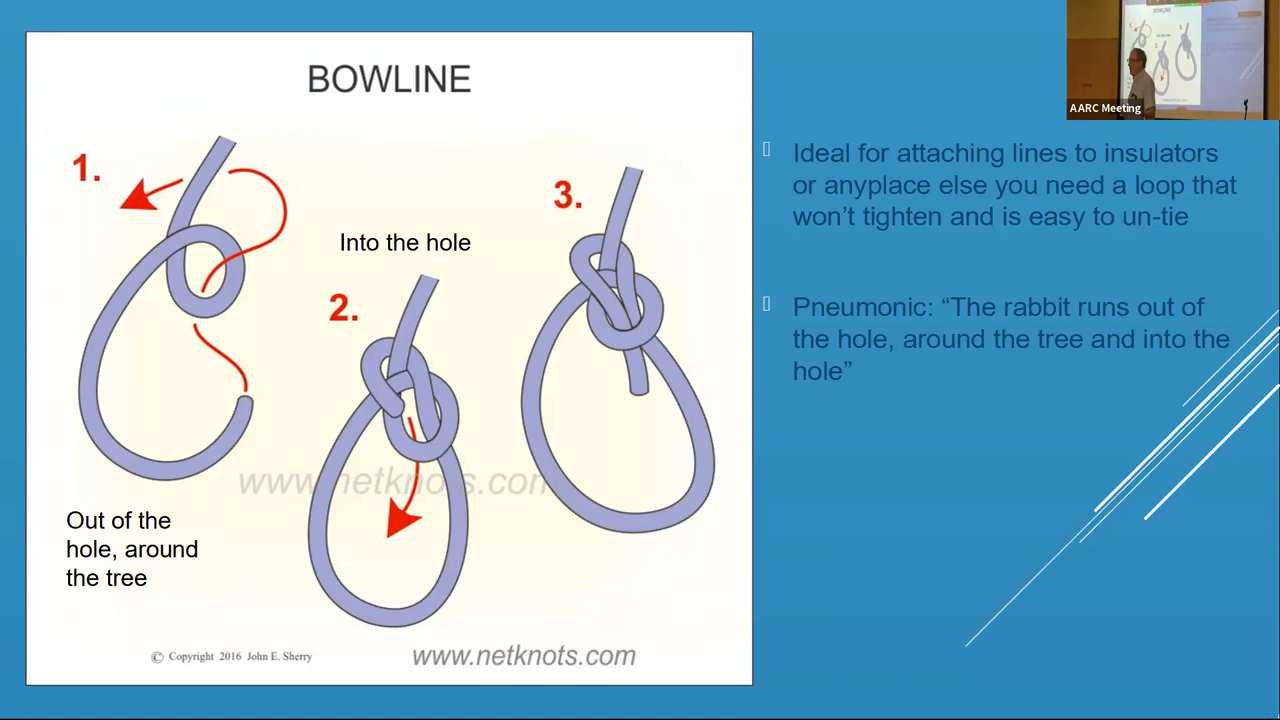 BOWLINE
1.
Into the hole
2.
3.
Out of the
hole, around
the tree
www.netknots.com
© Copyright 2016 John E. Sherry
www.netknots.com
AARC Meeting
Ideal for attaching lines to insulators
or anyplace else you need a loop that
won’t tighten and is easy to un-tie
Pneumonic: “The rabbit runs out of
the hole, around the tree and into the
hole”